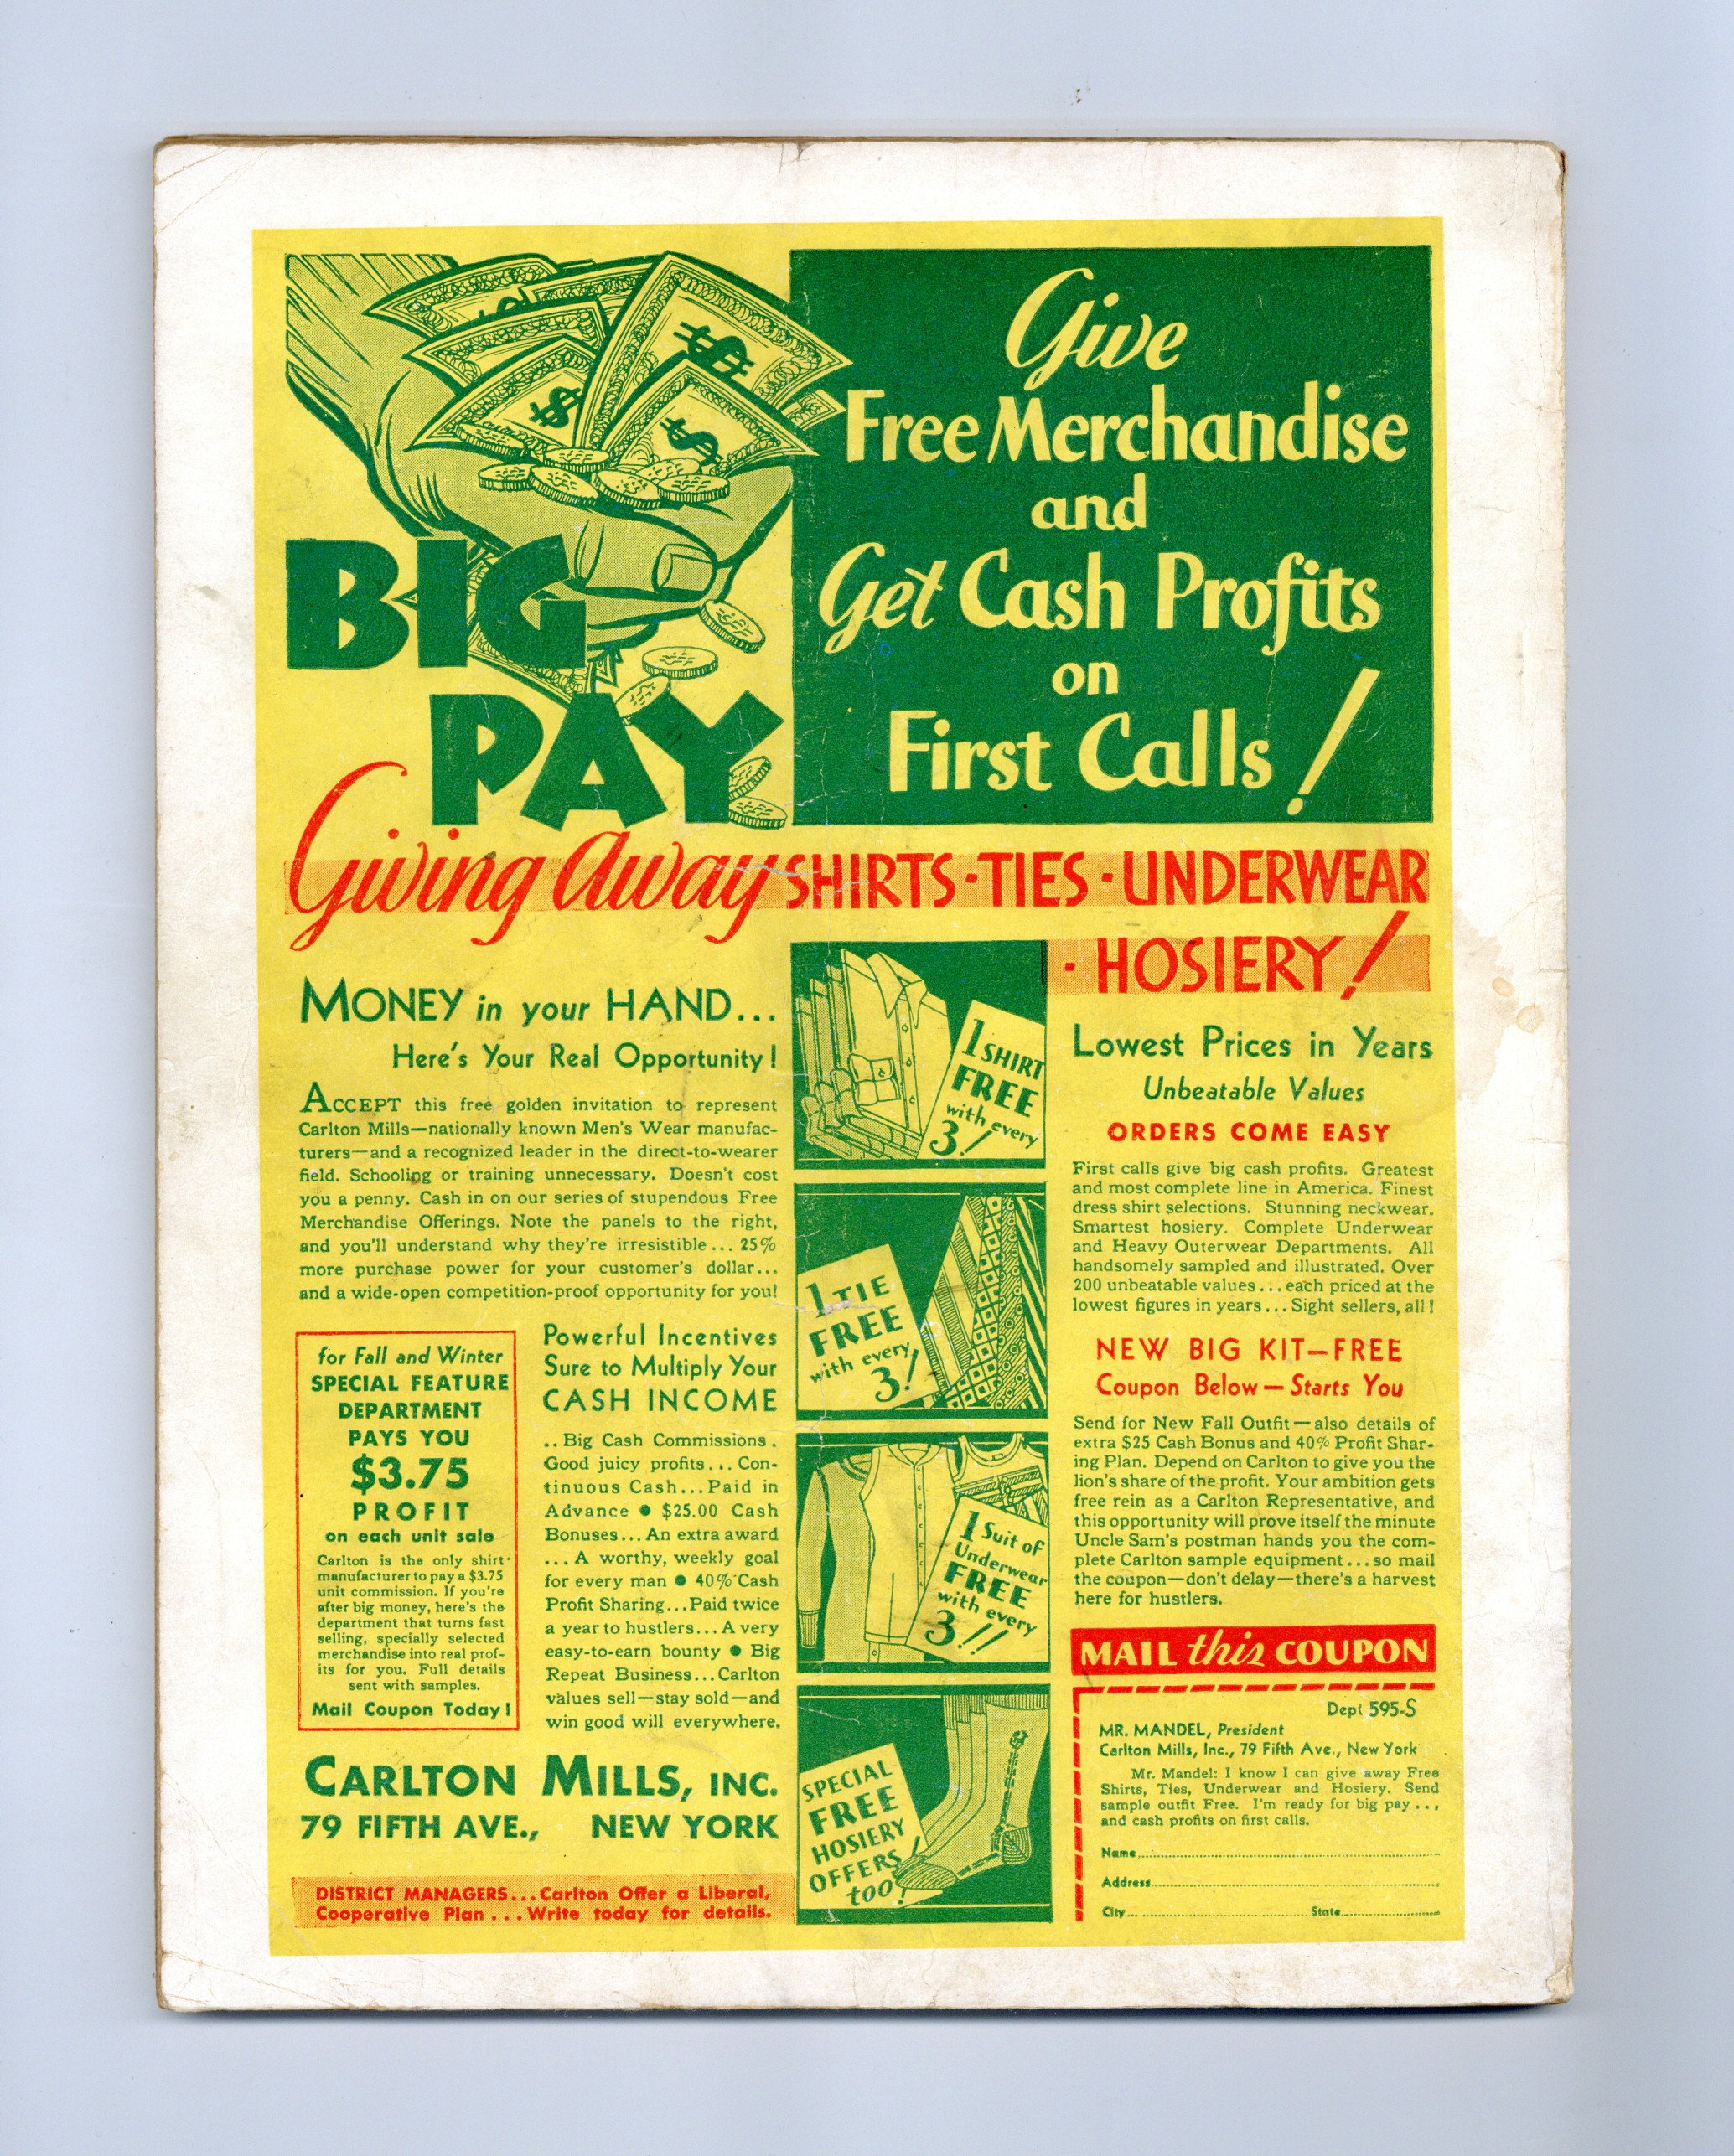 BIG
PAY
Give
Free Merchandise
and
Get Cash Profits
on
First Calls!
Giving Away SHIRTS·TIES·UNDERWEAR
·HOSIERY!
MONEY in your HAND...
Here's Your Real Opportunity!
ACCEPT this free golden invitation to represent
Carlton Mills—nationally known Men's Wear manufac-
turers—and a recognized leader in the direct-to-wearer
field. Schooling or training unnecessary. Doesn't cost
you a penny. Cash in on our series of stupendous Free
Merchandise Offerings. Note the panels to the right,
and you'll understand why they're irresistible... 25%
more purchase power for your customer's dollar...
and a wide-open competition-proof opportunity for you!
for Fall and Winter
SPECIAL FEATURE
DEPARTMENT
PAYS YOU
$3.75
PROFIT
on each unit sale
Carlton is the only shirt
manufacturer to pay a $3.75
unit commission. If you're
after big money, here's the
department that turns fast
selling, specially selected
merchandise into real prof-
its for you. Full details
sent with samples.
Mail Coupon Today!
Powerful Incentives
Sure to Multiply Your
CASH INCOME
..Big Cash Commissions.
Good juicy profits... Con-
tinuous Cash...Paid in
Advance ● $25.00 Cash
Bonuses... An extra award
... A worthy, weekly goal
for every man ● 40% Cash
Profit Sharing...Paid twice
a year to hustlers... A very
easy-to-earn bounty ● Big
Repeat Business...Carlton
values sell—stay sold—and
win good will everywhere.
CARLTON MILLS, INC.
79 FIFTH AVE., NEW YORK
DISTRICT MANAGERS...Carlton Offer a Liberal,
Cooperative Plan...Write today for details.
1 SHIRT
FREE
with every
3!
1 TIE
FREE
with every
3!
1 Suit of
Underwear
FREE
with every
3!!
SPECIAL
FREE
HOSIERY
OFFERS
too!
Lowest Prices in Years
Unbeatable Values
ORDERS COME EASY
First calls give big cash profits. Greatest
and most complete line in America. Finest
dress shirt selections. Stunning neckwear.
Smartest hosiery. Complete Underwear
and Heavy Outerwear Departments. All
handsomely sampled and illustrated. Over
200 unbeatable values...each priced at the
lowest figures in years... Sight sellers, all!
NEW BIG KIT—FREE
Coupon Below—Starts You
Send for New Fall Outfit—also details of
extra $25 Cash Bonus and 40% Profit Shar-
ing Plan. Depend on Carlton to give you the
lion's share of the profit. Your ambition gets
free rein as a Carlton Representative, and
this opportunity will prove itself the minute
Uncle Sam's postman hands you the com-
plete Carlton sample equipment...so mail
the coupon—don't delay—there's a harvest
here for hustlers.
MAIL this COUPON
Dept 595-S
MR. MANDEL, President
Carlton Mills, Inc., 79 Fifth Ave., New York
Mr. Mandel: I know I can give away Free
Shirts, Ties, Underwear and Hosiery. Send
sample outfit Free. I'm ready for big pay...
and cash profits on first calls.
Name
Address
City State